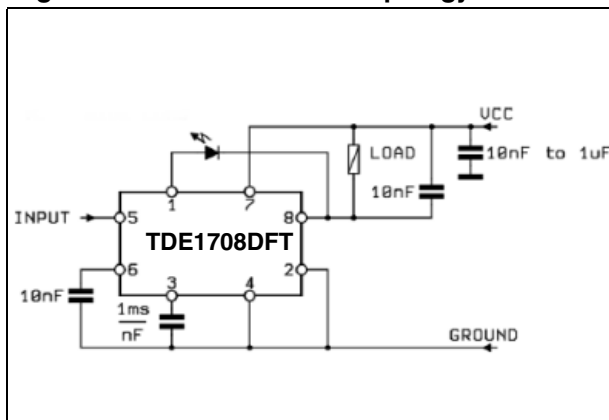 VCC
LOAD
10nF to 1uF
10nF
1
7
INPUT
5
8
TDE1708DFT
6
2
10nF
3
4
1ms
nF
GROUND